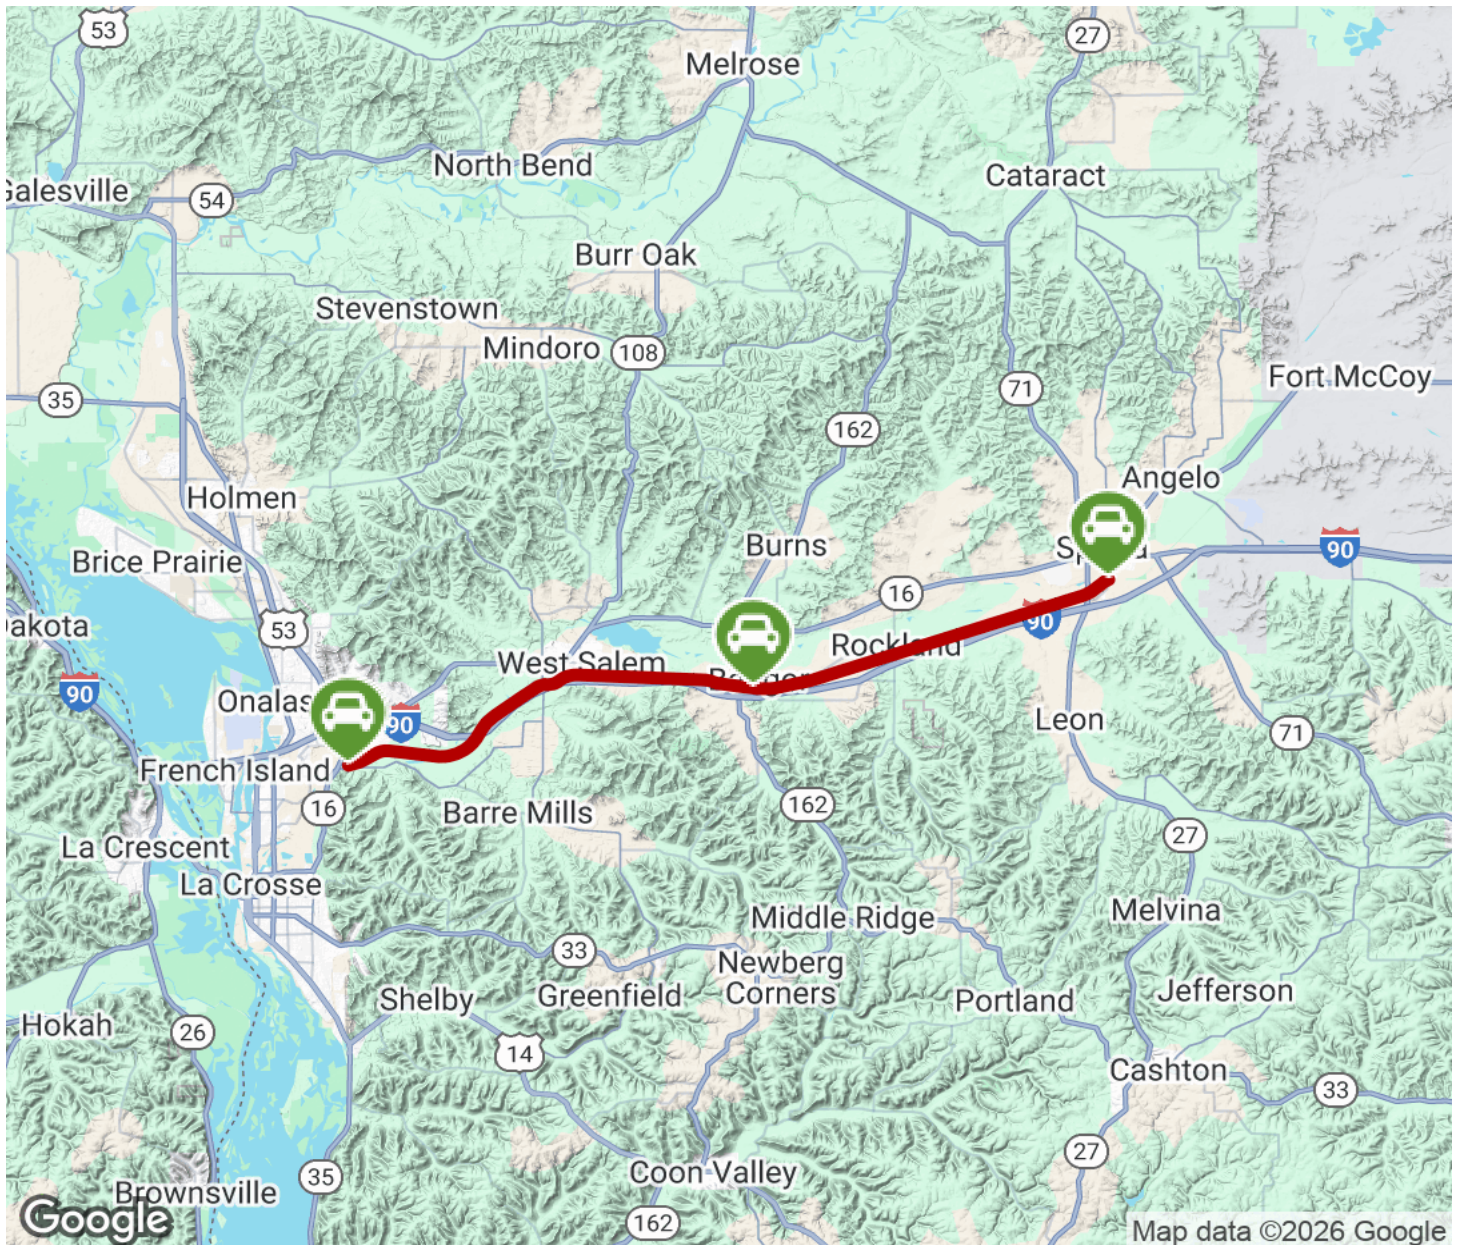 53
27
Melrose
North Bend
Cataract
Galesville
54
Burr Oak
Stevenstown
Mindoro
108
Fort McCoy
71
35
162
Angelo
Holmen
Burns
90
Brice Prairie
16
Dakota
53
90
Rockland
West Salem
90
Onalas
90
Leon
71
French Island
16
Barre Mills
162
27
La Crescent
La Crosse
Melvina
Middle Ridge
33
Newberg
Corners
Shelby
Greenfield
Portland
Jefferson
Hokah
26
14
Cashton
33
27
35
Coon Valley
Brownsville
162
Google
Map data ©2026 Google